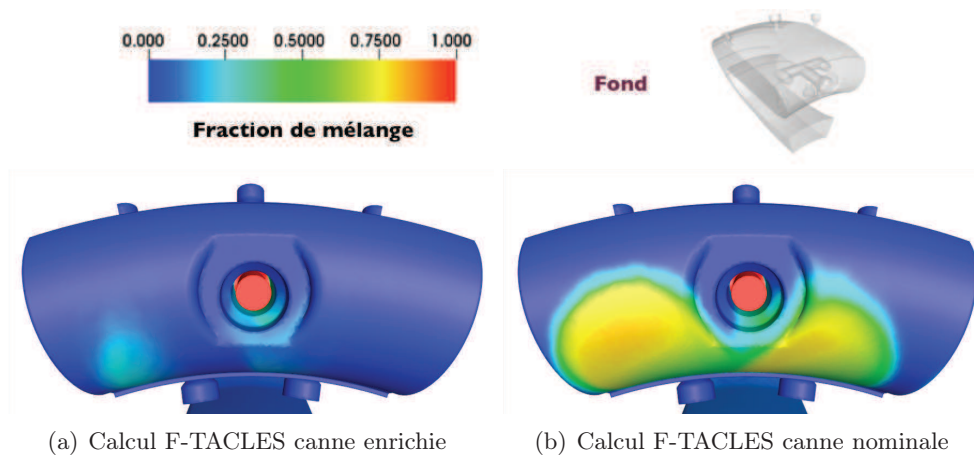 0.000 0.2500 0.5000 0.7500 1.000
Fraction de mélange
Fond
(a) Calcul F-TACLES canne enrichie
(b) Calcul F-TACLES canne nominale